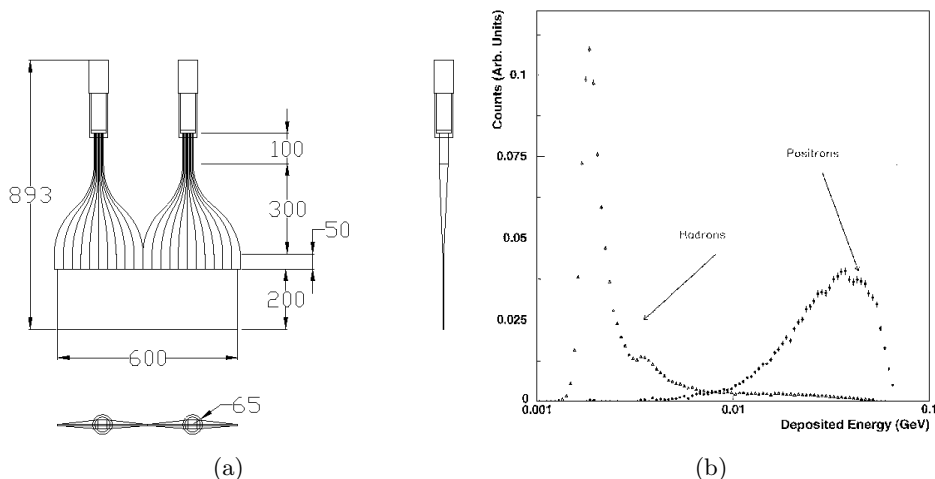 893
100
300
50
200
600
65
(a)
Counts (Arb. Units)
0.1
0.075
0.05
0.025
0
Positrons
Hadrons
0.001
0.01
0.1
Deposited Energy (GeV)
(b)